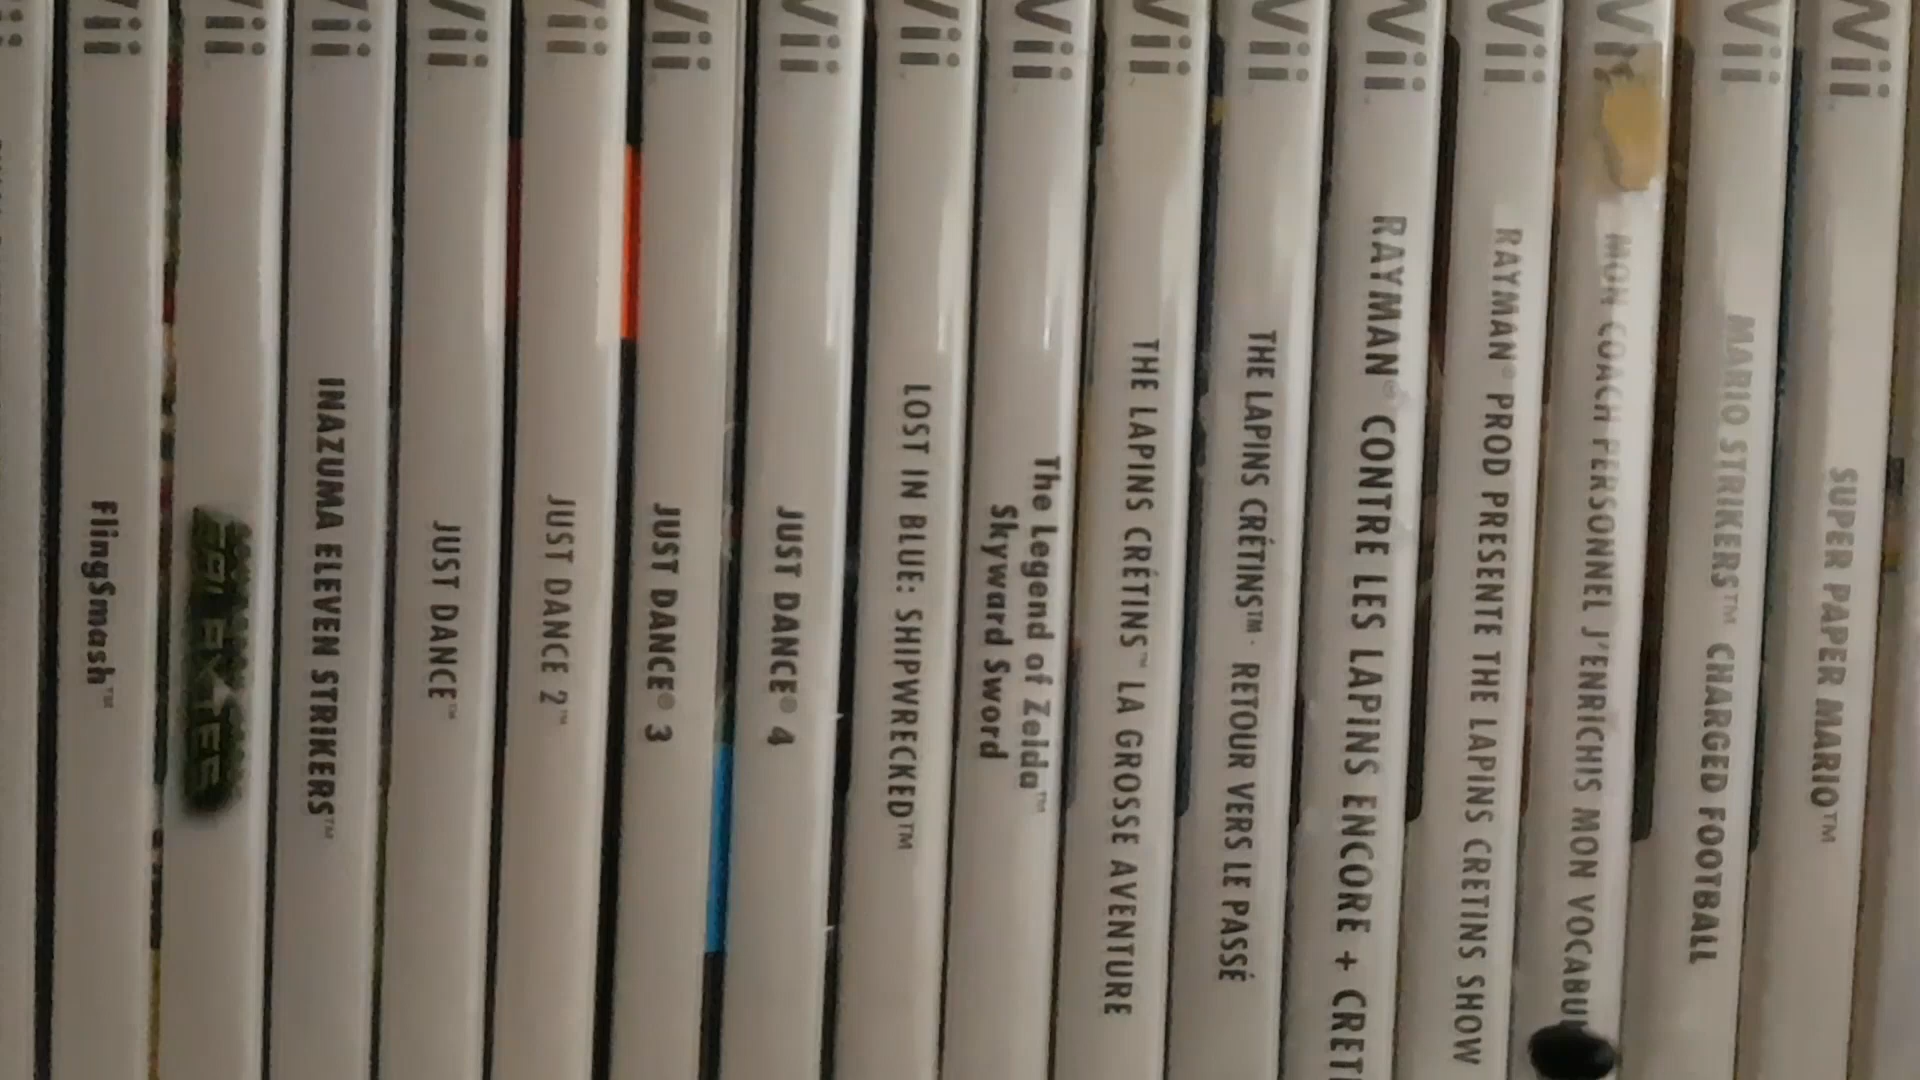 Wii
FlingSmash™
Wii
Wii
INAZUMA ELEVEN STRIKERS™
Wii
JUST DANCE™
Wii
JUST DANCE 2™
Wii
JUST DANCE® 3
Wii
JUST DANCE® 4
Wii
LOST IN BLUE: SHIPWRECKED™
Wii
The Legend of Zelda™
Skyward Sword
Wii
THE LAPINS CRÉTINS™ LA GROSSE AVENTURE
Wii
THE LAPINS CRÉTINS™· RETOUR VERS LE PASSÉ
Wii
RAYMAN® CONTRE LES LAPINS ENCORE + CRETI
Wii
RAYMAN® PROD PRESENTE THE LAPINS CRETINS SHOW
Wii
MON COACH PERSONNEL J'ENRICHIS MON VOCABU
Wii
MARIO STRIKERS™ CHARGED FOOTBALL
Wii
SUPER PAPER MARIO™